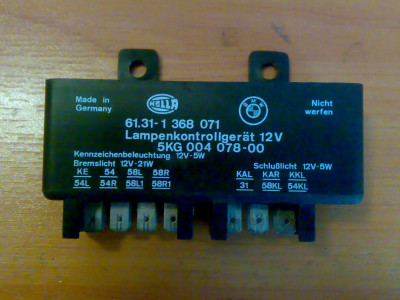 Made in
Germany
HELLA
BMW
Nicht
werfen
61.31-1 368 071
Lampenkontrollgerät 12V
5KG 004 078-00
Kennzeichenbeleuchtung 12V-5W
Bremslicht 12V-21W
Schlußlicht 12V-5W
KE 54 58L 58R
54L 54R 58L1 58R1
KAL KAR KKL
31 58KL 54KL